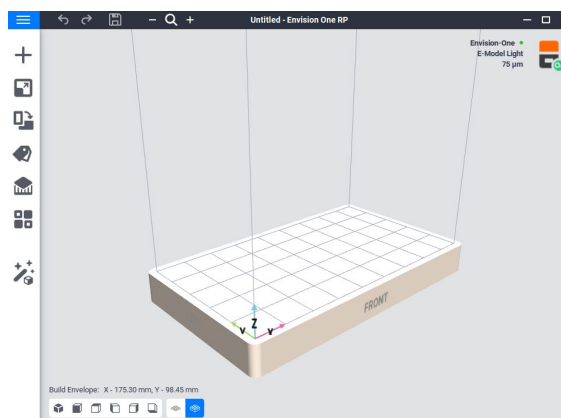 Untitled - Envision One RP
Envision-One
E-Model Light
75 µm
FRONT
Z
Build Envelope: X - 175.30 mm, Y - 98.45 mm